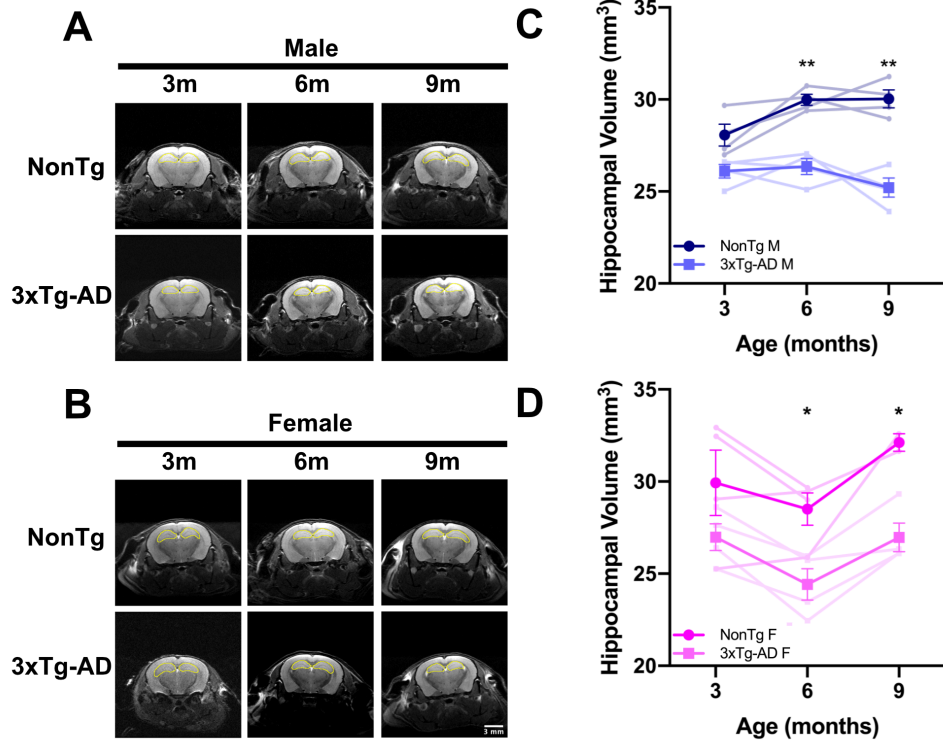 A
Male
3m 6m 9m
NonTg
3xTg-AD
B
Female
3m 6m 9m
NonTg
3xTg-AD
3 mm
C
Hippocampal Volume (mm³)
35
30
25
20
** **
NonTg M
3xTg-AD M
3 6 9
Age (months)
D
Hippocampal Volume (mm³)
35
30
25
20
* *
NonTg F
3xTg-AD F
3 6 9
Age (months)